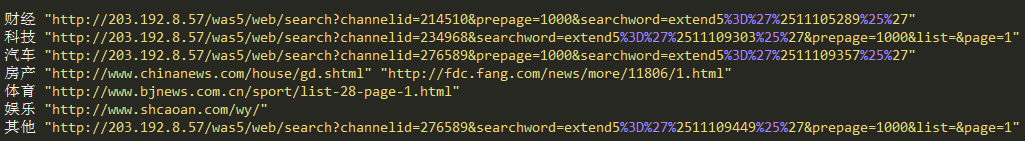 财经 "http://203.192.8.57/was5/web/search?channelid=214510&prepage=1000&searchword=extend5%3D%27%2511105289%25%27"
科技 "http://203.192.8.57/was5/web/search?channelid=234968&searchword=extend5%3D%27%2511109303%25%27&prepage=1000&list=&page=1"
汽车 "http://203.192.8.57/was5/web/search?channelid=276589&prepage=1000&searchword=extend5%3D%27%2511109357%25%27"
房产 "http://www.chinanews.com/house/gd.shtml" "http://fdc.fang.com/news/more/11806/1.html"
体育 "http://www.bjnews.com.cn/sport/list-28-page-1.html"
娱乐 "http://www.shcaoan.com/wy/"
其他 "http://203.192.8.57/was5/web/search?channelid=276589&searchword=extend5%3D%27%2511109449%25%27&prepage=1000&list=&page=1"